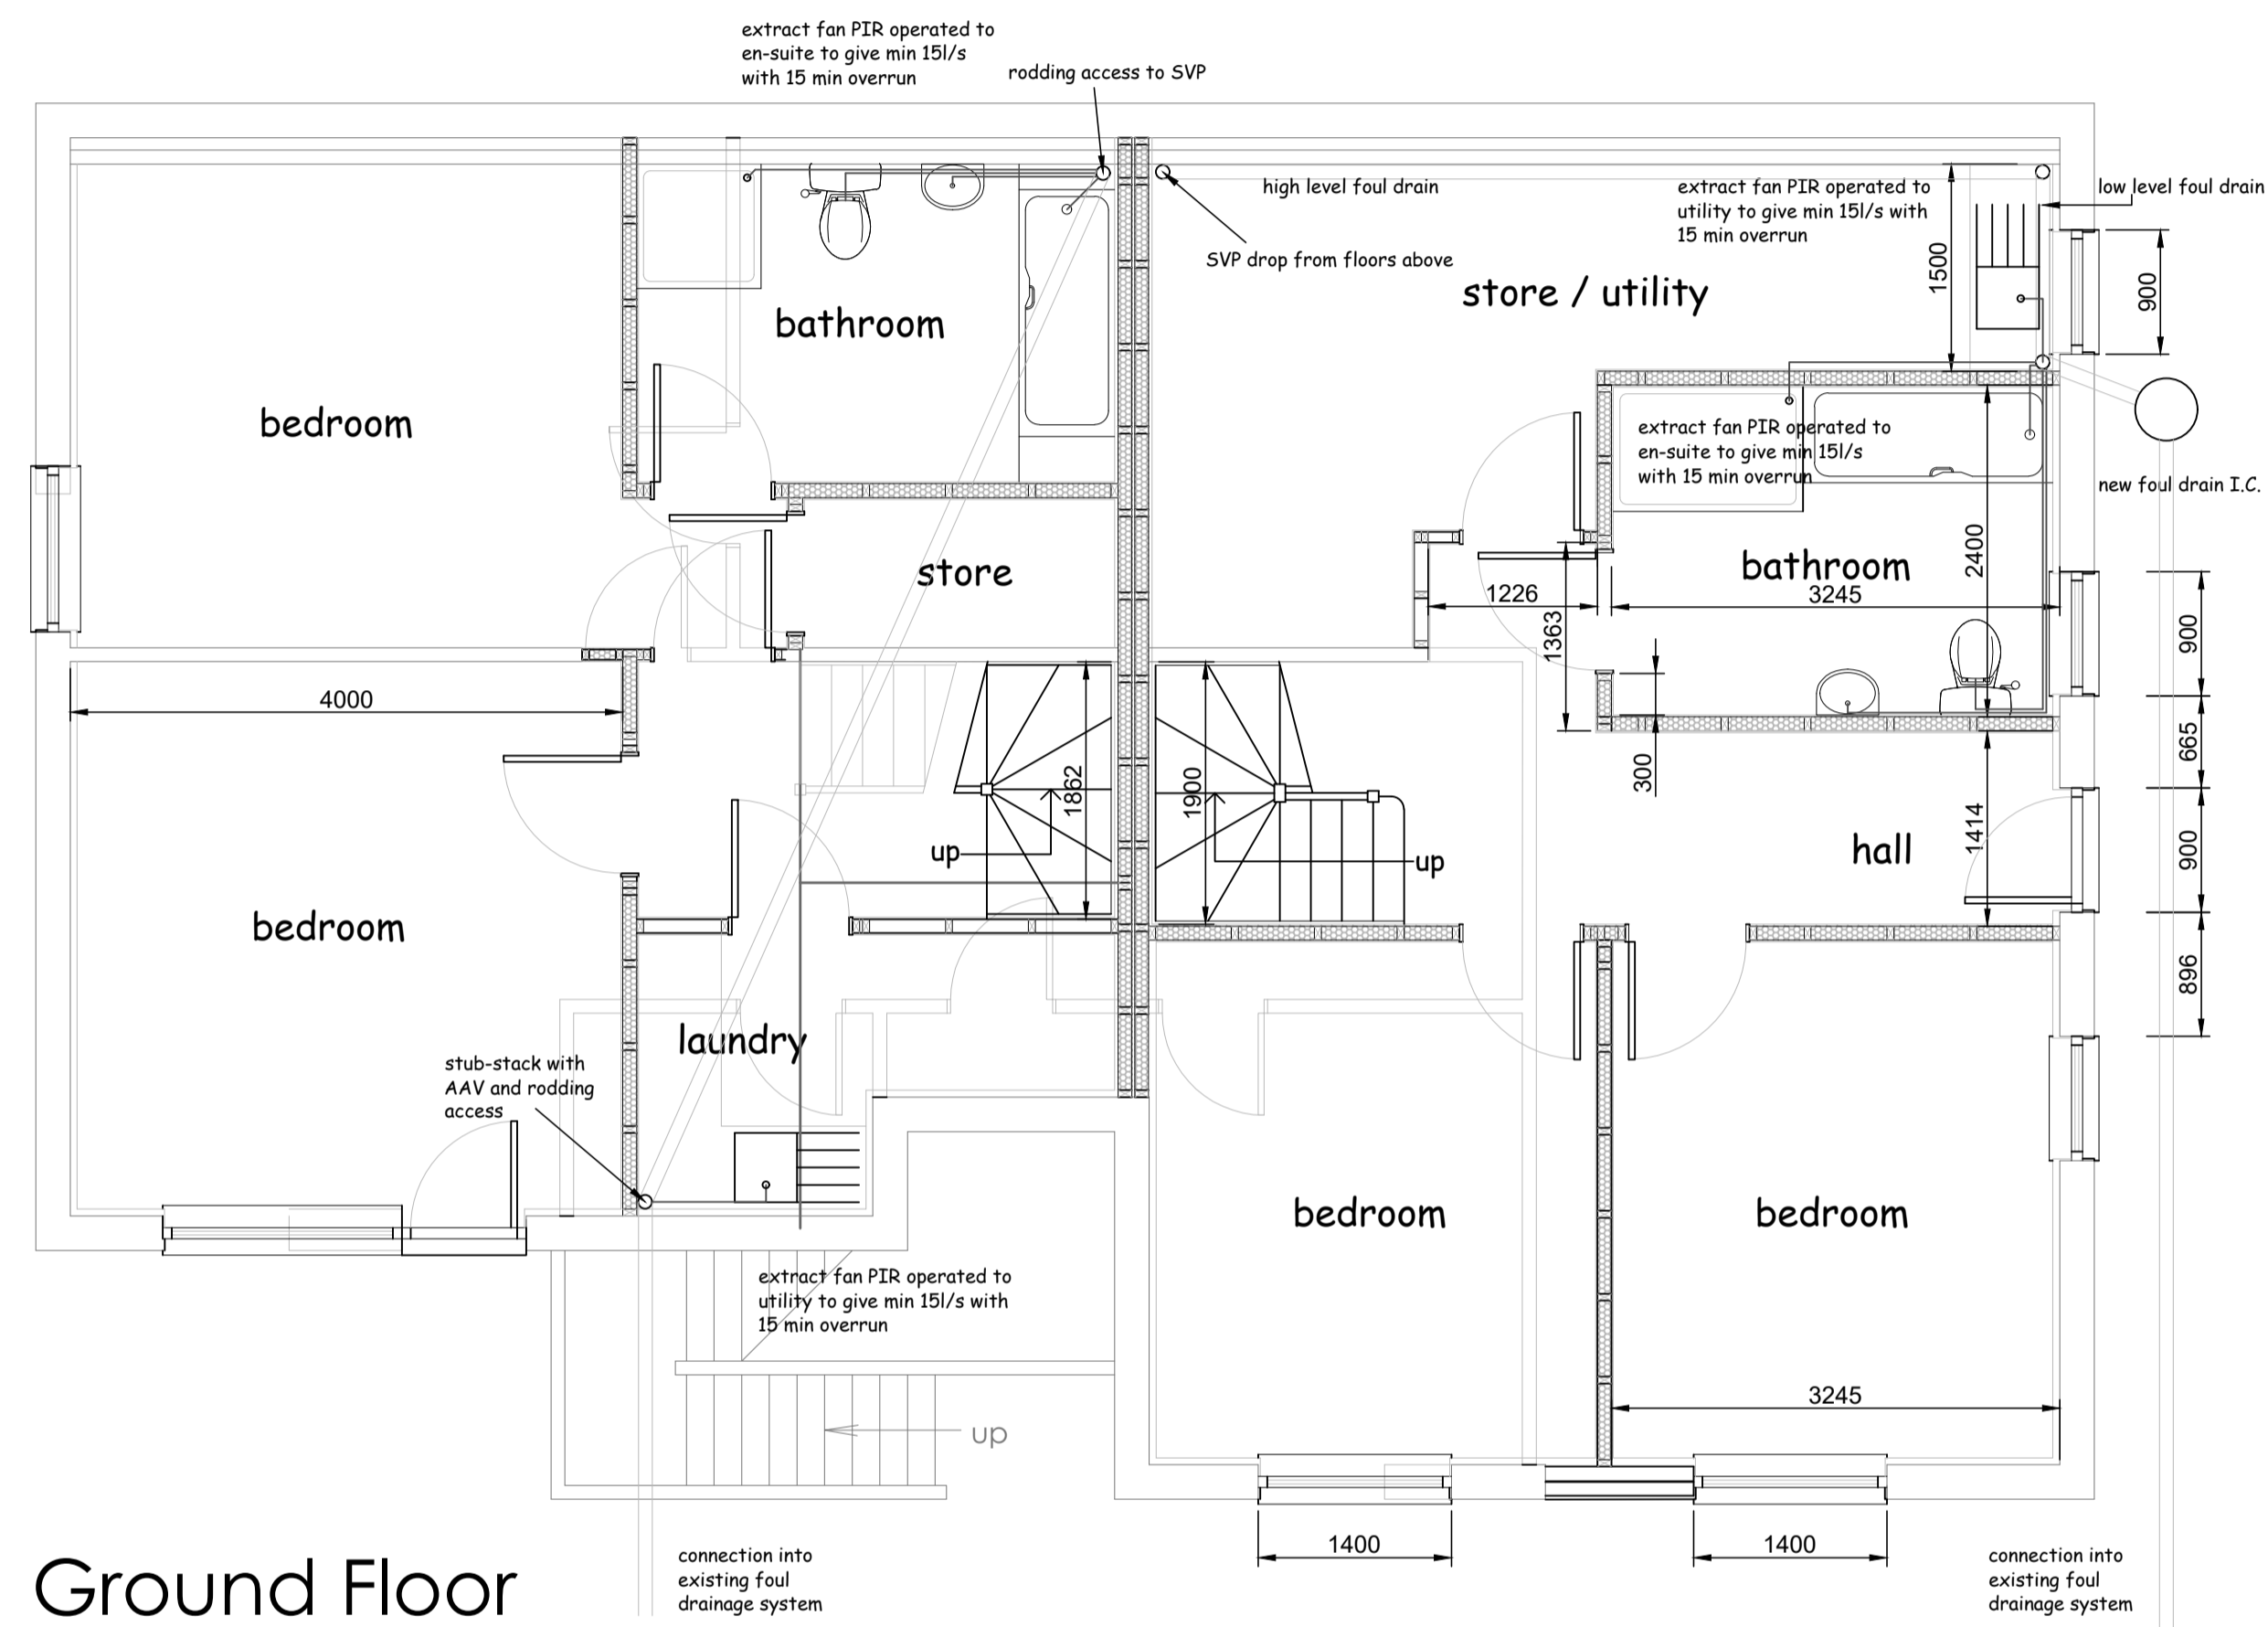 extract fan PIR operated to
en-suite to give min 15l/s
with 15 min overrun
rodding access to SVP
high level foul drain
extract fan PIR operated to
utility to give min 15l/s with
15 min overrun
low level foul drain
SVP drop from floors above
1500
900
store / utility
bathroom
bedroom
extract fan PIR operated to
en-suite to give min 15l/s
with 15 min overrun
new foul drain I.C.
store
bathroom
2400
1226
3245
1363
900
4000
665
300
1862
1900
up
up
hall
1414
900
bedroom
896
laundry
stub-stack with
AAV and rodding
access
bedroom
bedroom
extract fan PIR operated to
utility to give min 15l/s with
15 min overrun
3245
up
1400
1400
Ground Floor
connection into
existing foul
drainage system
connection into
existing foul
drainage system